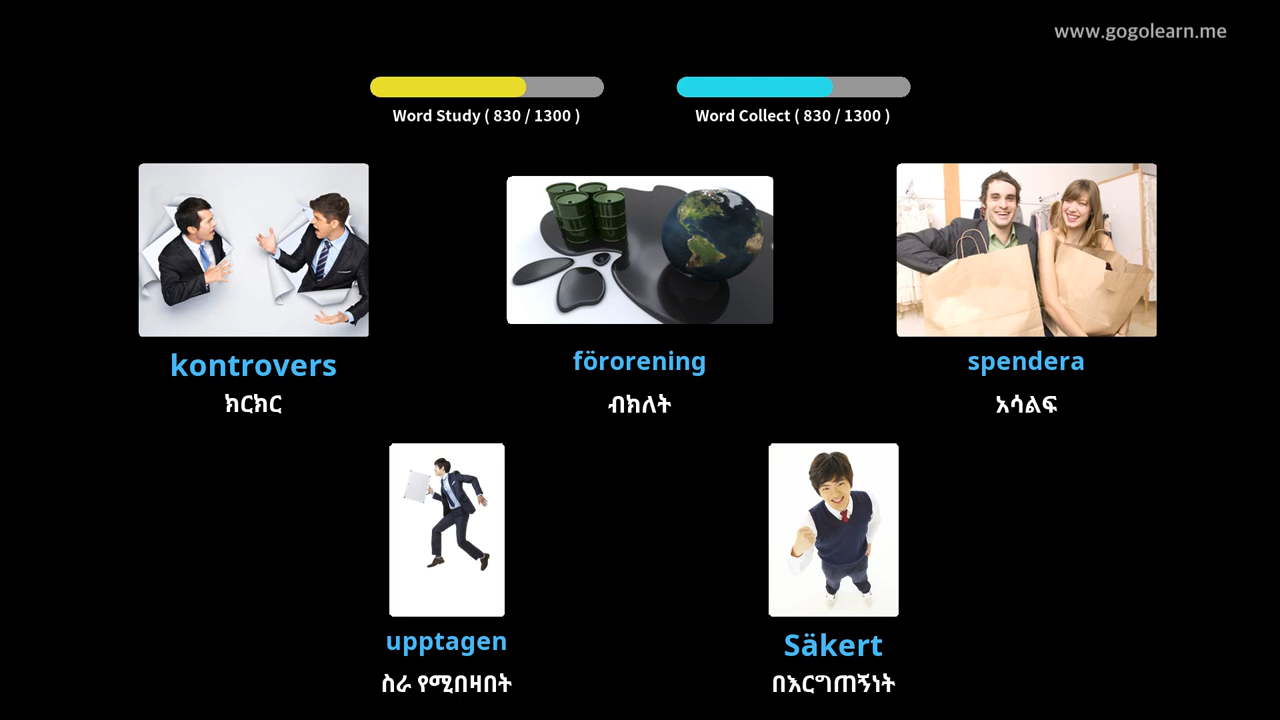 www.gogolearn.me
Word Study ( 830 / 1300 )
Word Collect ( 830 / 1300 )
kontrovers
förorening
spendera
ክርክር
ብክለት
አሳልፍ
upptagen
Säkert
ስራ የሚበዛበት
በእርግጠኝነት